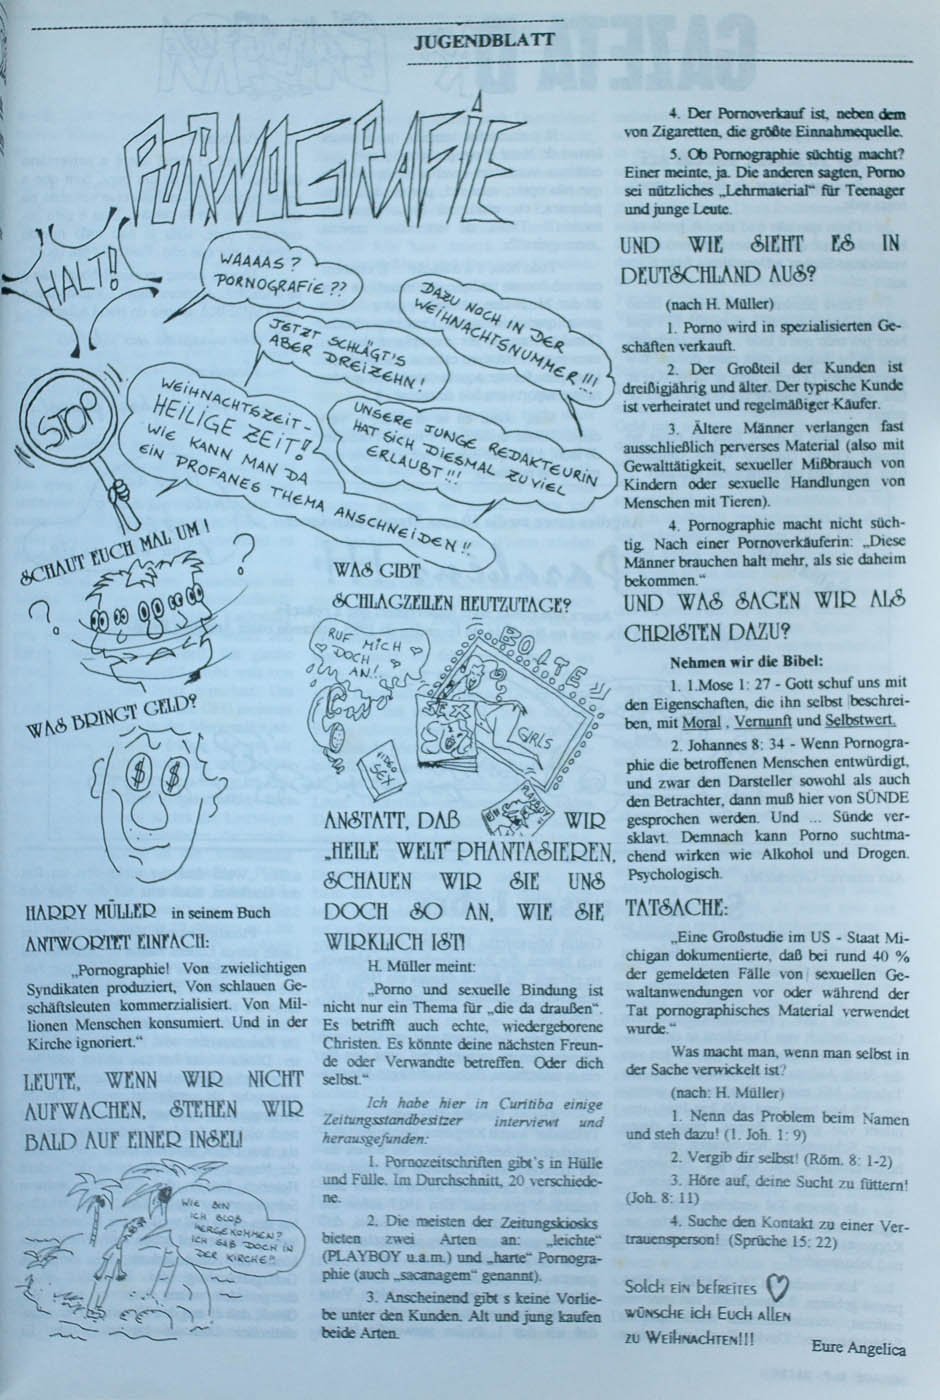 JUGENDBLATT
PORNOGRAFIE
HALT!
WAAAAS?
PORNOGRAFIE??
DAZU NOCH IN DER
WEIHNACHTSNUMMER!!!
JETZT SCHLÄGT'S
ABER DREIZEHN!
STOP
WEIHNACHTSZEIT-
HEILIGE ZEIT!
WIE KANN MAN DA
EIN PROFANES THEMA ANSCHNEIDEN!!
UNSERE JUNGE REDAKTEURIN
HAT SICH DIESMAL ZUVIEL
ERLAUBT!!!
SCHAUT EUCH MAL UM!
?
?
WAS BRINGT GELD?
$ $
HARRY MÜLLER in seinem Buch
ANTWORTET EINFACH:
„Pornographie! Von zwielichtigen
Syndikaten produziert, Von schlauen Ge-
schäftsleuten kommerzialisiert. Von Mil-
lionen Menschen konsumiert. Und in der
Kirche ignoriert.“
LEUTE, WENN WIR NICHT
AUFWACHEN, STEHEN WIR
BALD AUF EINER INSEL!
WIE BIN
ICH BLOß
HERGEKOMMEN?
ICH SAß DOCH IN
DER KIRCHE?!
WAS GIBT
SCHLAGZEILEN HEUTZUTAGE?
RUF MICH
DOCH
AN!
BOLTE
GIRLS
SEX
VIDEO
SEX
PLAYBOY
ANSTATT, DAß WIR
„HEILE WELT“ PHANTASIEREN,
SCHAUEN WIR SIE UNS
DOCH SO AN, WIE SIE
WIRKLICH IST!
H. Müller meint:
„Porno und sexuelle Bindung ist
nicht nur ein Thema für „die da draußen“.
Es betrifft auch echte, wiedergeborene
Christen. Es könnte deine nächsten Freun-
de oder Verwandte betreffen. Oder dich
selbst.“
Ich habe hier in Curitiba einige
Zeitungsstandbesitzer interviewt und
herausgefunden:
1. Pornozeitschriften gibt's in Hülle
und Fülle. Im Durchschnitt, 20 verschiede-
ne.
2. Die meisten der Zeitungskiosks
bieten zwei Arten an: „leichte“
(PLAYBOY u.a.m.) und „harte“ Pornogra-
phie (auch „sacanagem“ genannt).
3. Anscheinend gibt s keine Vorlie-
be unter den Kunden. Alt und jung kaufen
beide Arten.
4. Der Pornoverkauf ist, neben dem
von Zigaretten, die größte Einnahmequelle.
5. Ob Pornographie süchtig macht?
Einer meinte, ja. Die anderen sagten, Porno
sei nützliches „Lehrmaterial“ für Teenager
und junge Leute.
UND WIE SIEHT ES IN
DEUTSCHLAND AUS?
(nach H. Müller)
1. Porno wird in spezialisierten Ge-
schäften verkauft.
2. Der Großteil der Kunden ist
dreißigjährig und älter. Der typische Kunde
ist verheiratet und regelmäßiger Käufer.
3. Ältere Männer verlangen fast
ausschließlich perverses Material (also mit
Gewalttätigkeit, sexueller Mißbrauch von
Kindern oder sexuelle Handlungen von
Menschen mit Tieren).
4. Pornographie macht nicht süch-
tig. Nach einer Pornoverkäuferin: „Diese
Männer brauchen halt mehr, als sie daheim
bekommen.“
UND WAS SAGEN WIR ALS
CHRISTEN DAZU?
Nehmen wir die Bibel:
1. 1.Mose 1: 27 - Gott schuf uns mit
den Eigenschaften, die ihn selbst beschrei-
ben, mit Moral , Vernunft und Selbstwert.
2. Johannes 8: 34 - Wenn Pornogra-
phie die betroffenen Menschen entwürdigt,
und zwar den Darsteller sowohl als auch
den Betrachter, dann muß hier von SÜNDE
gesprochen werden. Und ... Sünde ver-
sklavt. Demnach kann Porno suchtma-
chend wirken wie Alkohol und Drogen.
Psychologisch.
TATSACHE:
„Eine Großstudie im US - Staat Mi-
chigan dokumentierte, daß bei rund 40 %
der gemeldeten Fälle von sexuellen Ge-
waltanwendungen vor oder während der
Tat pornographisches Material verwendet
wurde.“
Was macht man, wenn man selbst in
der Sache verwickelt ist?
(nach: H. Müller)
1. Nenn das Problem beim Namen
und steh dazu! (1. Joh. 1: 9)
2. Vergib dir selbst! (Röm. 8: 1-2)
3. Höre auf, deine Sucht zu füttern!
(Joh. 8: 11)
4. Suche den Kontakt zu einer Ver-
trauensperson! (Sprüche 15: 22)
SOLCH EIN BEFREITES
WÜNSCHE ICH EUCH ALLEN
ZU WEIHNACHTEN!!!
Eure Angelica